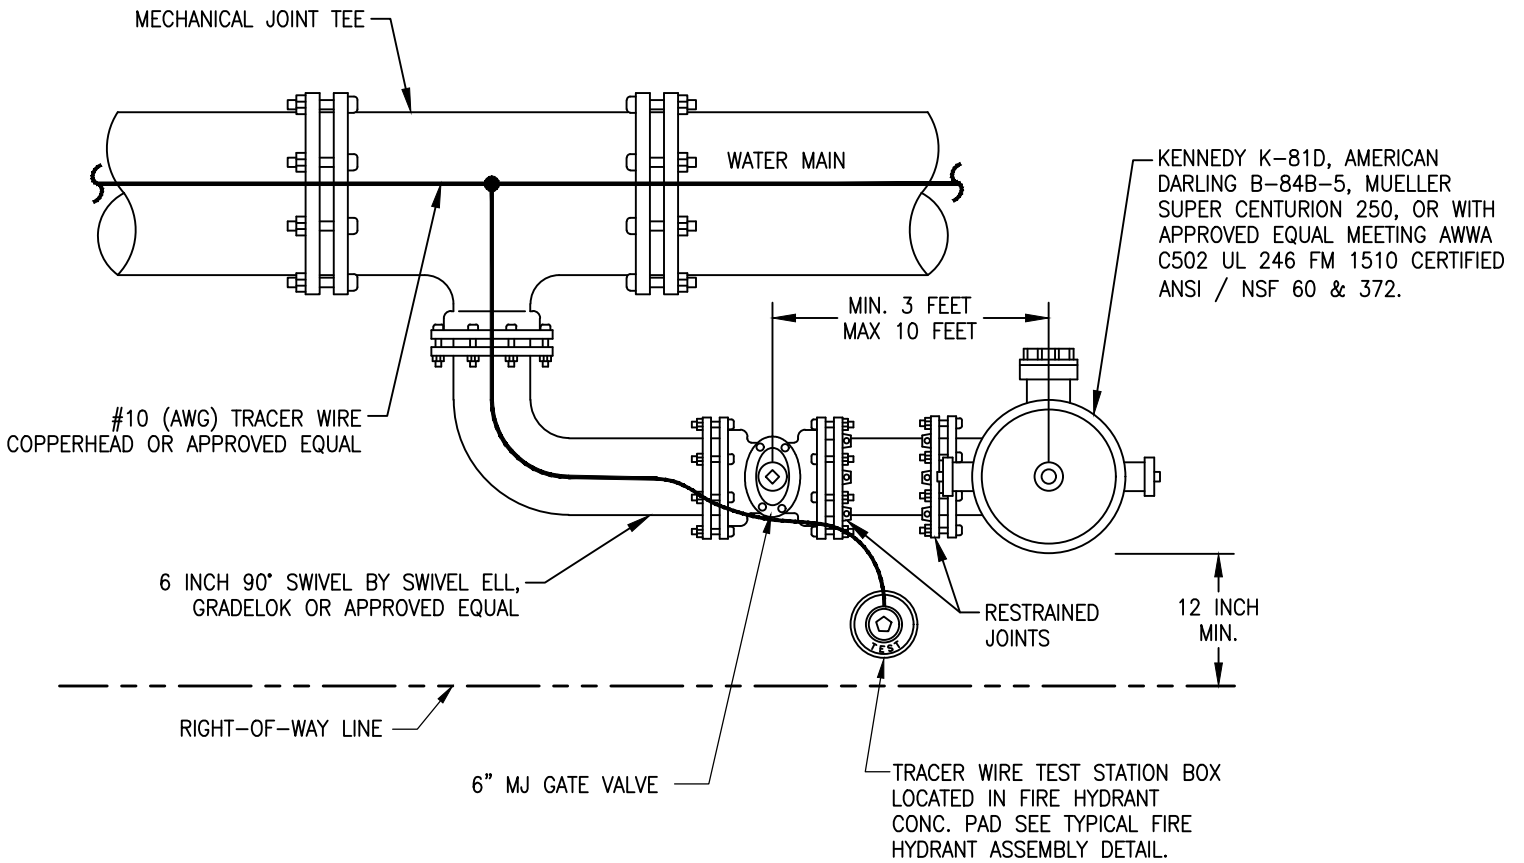 MECHANICAL JOINT TEE
WATER MAIN
KENNEDY K-81D, AMERICAN
DARLING B-84B-5, MUELLER
SUPER CENTURION 250, OR WITH
APPROVED EQUAL MEETING AWWA
C502 UL 246 FM 1510 CERTIFIED
ANSI / NSF 60 & 372.
MIN. 3 FEET
MAX 10 FEET
#10 (AWG) TRACER WIRE
COPPERHEAD OR APPROVED EQUAL
6 INCH 90° SWIVEL BY SWIVEL ELL,
GRADELOK OR APPROVED EQUAL
RESTRAINED
JOINTS
12 INCH
MIN.
TEST
RIGHT-OF-WAY LINE
6" MJ GATE VALVE
TRACER WIRE TEST STATION BOX
LOCATED IN FIRE HYDRANT
CONC. PAD SEE TYPICAL FIRE
HYDRANT ASSEMBLY DETAIL.